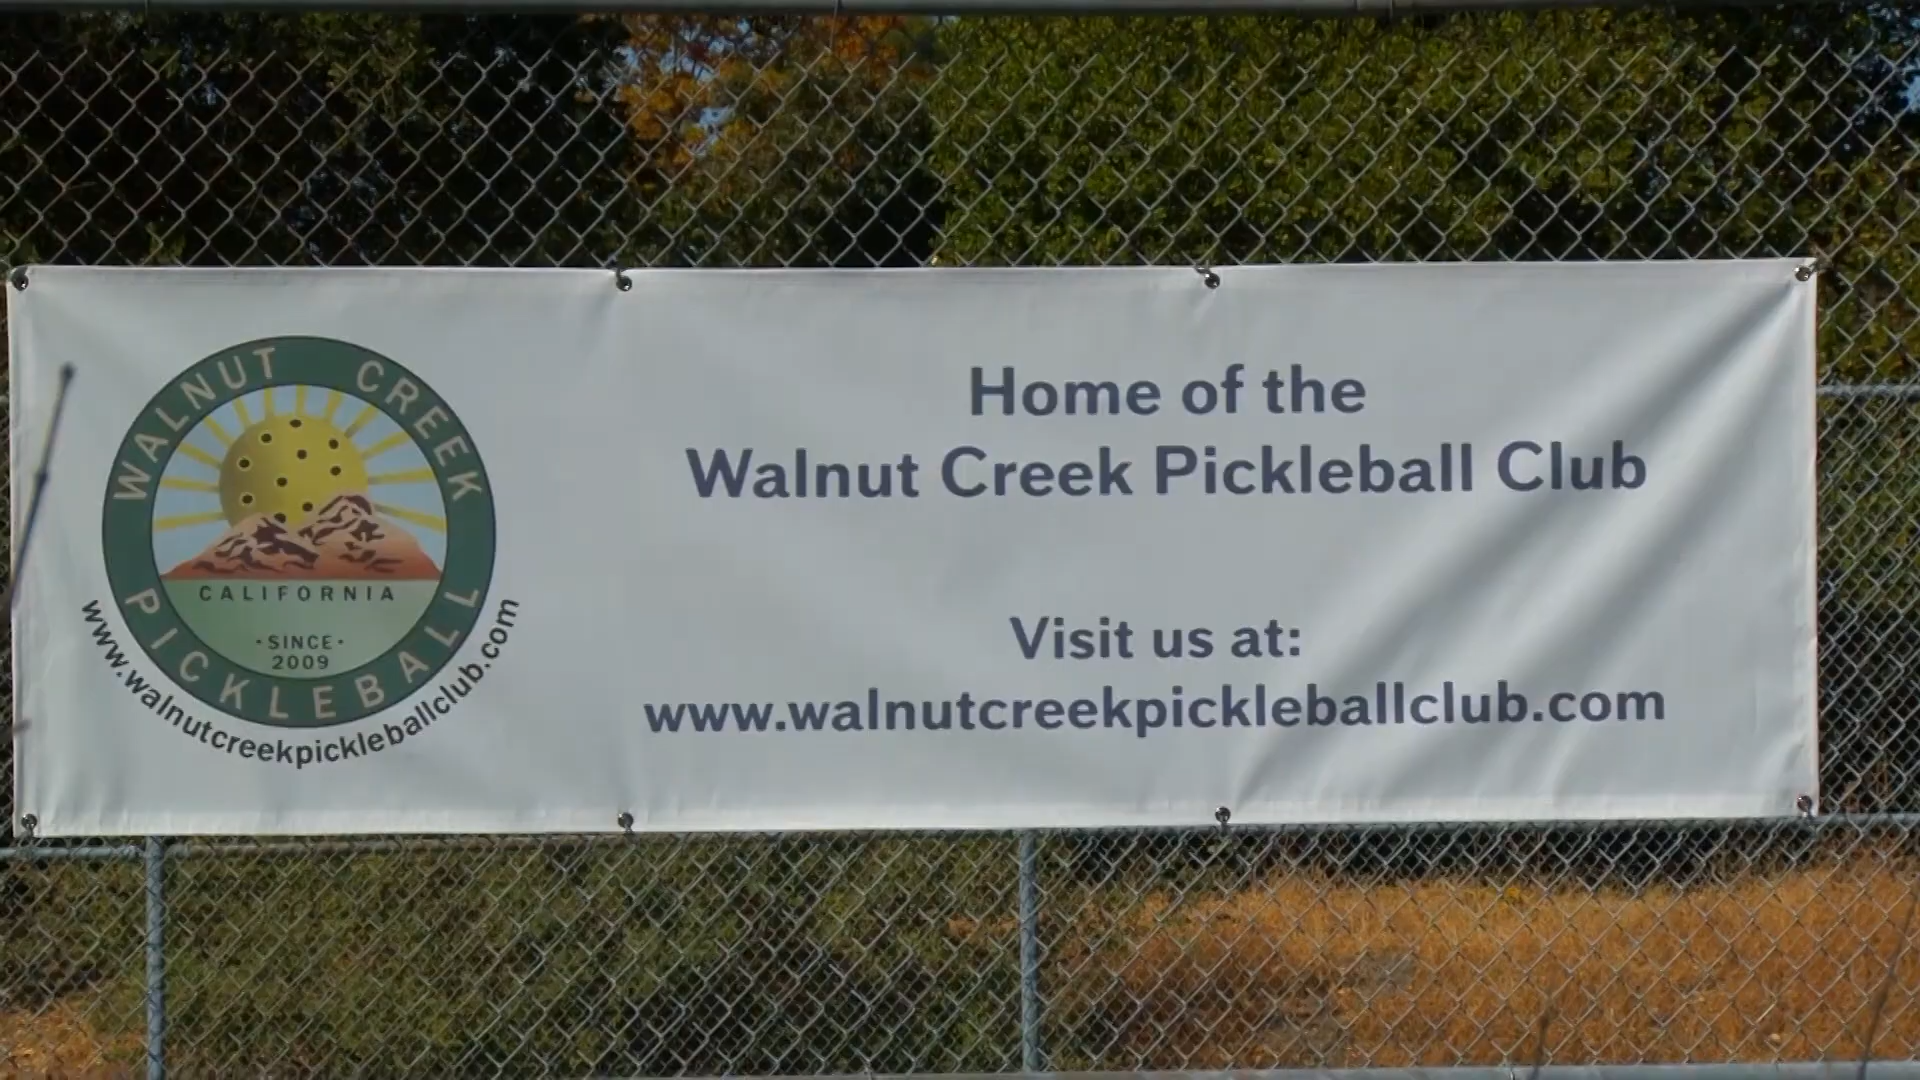 WALNUT CREEK
CALIFORNIA
·SINCE·
2009
PICKLEBALL
www.walnutcreekpickleballclub.com
Home of the
Walnut Creek Pickleball Club
Visit us at:
www.walnutcreekpickleballclub.com